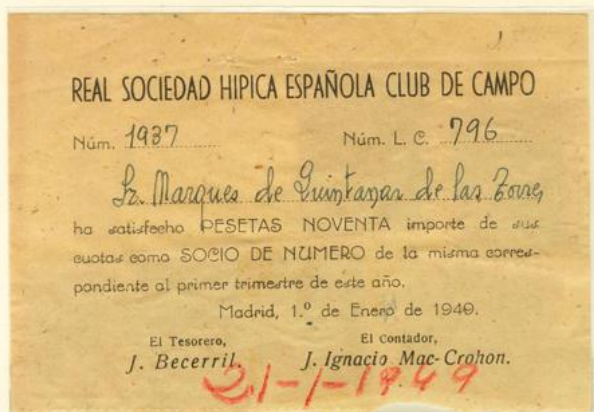 REAL SOCIEDAD HIPICA ESPAÑOLA CLUB DE CAMPO
Núm. 1937 Núm. L. C. 796
Sr. Marques de Quintanar de las Torres
ha satisfecho PESETAS NOVENTA importe de sus
cuotas como SOCIO DE NUMERO de la misma corres-
pondiente al primer trimestre de este año.
Madrid, 1.º de Enero de 1949.
El Tesorero, El Contador,
J. Becerril. J. Ignacio Mac-Crohon.
21-1-1949